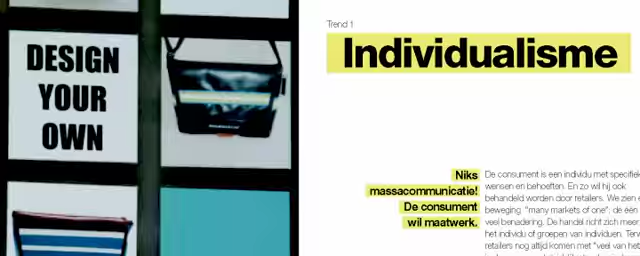 DESIGN
YOUR
OWN
Trend 1
Individualisme
Niks
massacommunicatie!
De consument
wil maatwerk.
De consument is een individu met specifiek
wensen en behoeften. En zo wil hij ook
behandeld worden door retailers. We zien e
beweging "many markets of one": de één
veel benadering. De handel richt zich meer
het individu of groepen van individuen. Terw
retailers nog altijd komen met "veel van het